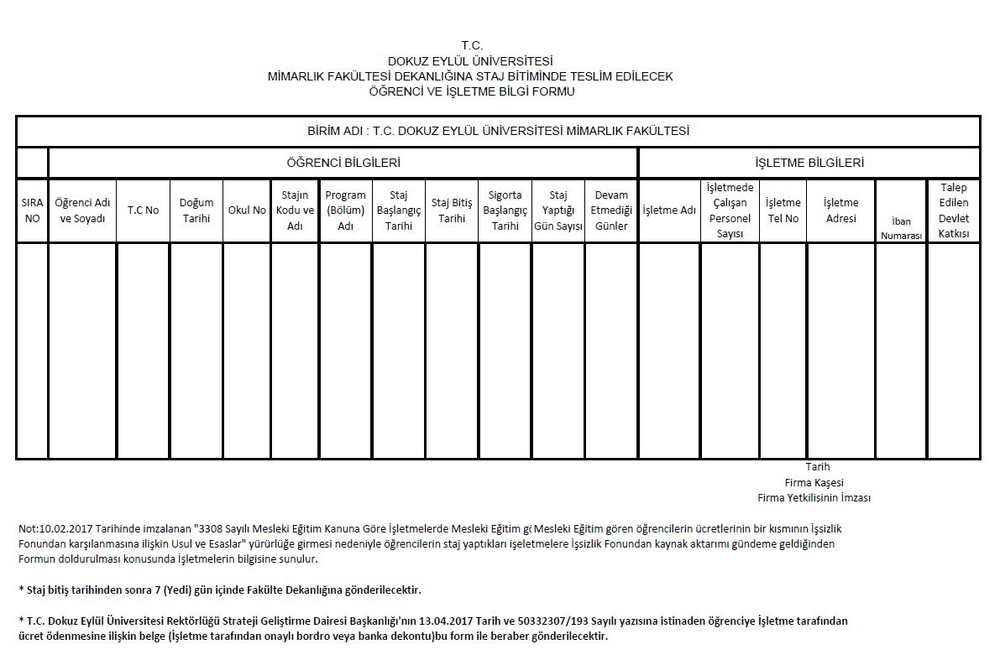 T.C.
DOKUZ EYLÜL ÜNİVERSİTESİ
MİMARLIK FAKÜLTESİ DEKANLIĞINA STAJ BİTİMİNDE TESLİM EDİLECEK
ÖĞRENCİ VE İŞLETME BİLGİ FORMU
BİRİM ADI : T.C. DOKUZ EYLÜL ÜNİVERSİTESİ MİMARLIK FAKÜLTESİ
ÖĞRENCİ BİLGİLERİ
İŞLETME BİLGİLERİ
SIRA
NO
Öğrenci Adı
ve Soyadı
T.C No
Doğum
Tarihi
Okul No
Stajın
Kodu ve
Adı
Program
(Bölüm)
Adı
Staj
Başlangıç
Tarihi
Staj Bitiş
Tarihi
Sigorta
Başlangıç
Tarihi
Staj
Yaptığı
Gün Sayısı
Devam
Etmediği
Günler
İşletme Adı
İşletmede
Çalışan
Personel
Sayısı
İşletme
Tel No
İşletme
Adresi
İban
Numarası
Talep
Edilen
Devlet
Katkısı
Tarih
Firma Kaşesi
Firma Yetkilisinin İmzası
Not:10.02.2017 Tarihinde imzalanan "3308 Sayılı Mesleki Eğitim Kanuna Göre İşletmelerde Mesleki Eğitim gö Mesleki Eğitim gören öğrencilerin ücretlerinin bir kısmının İşsizlik
Fonundan karşılanmasına ilişkin Usul ve Esaslar" yürürlüğe girmesi nedeniyle öğrencilerin staj yaptıkları işeletmelere İşsizlik Fonundan kaynak aktarımı gündeme geldiğinden
Formun doldurulması konusunda İşletmelerin bilgisine sunulur.
* Staj bitiş tarihinden sonra 7 (Yedi) gün içinde Fakülte Dekanlığına gönderilecektir.
* T.C. Dokuz Eylül Üniversitesi Rektörlüğü Strateji Geliştirme Dairesi Başkanlığı'nın 13.04.2017 Tarih ve 50332307/193 Sayılı yazısına istinaden öğrenciye İşletme tarafından
ücret ödenmesine ilişkin belge (İşletme tarafından onaylı bordro veya banka dekontu)bu form ile beraber gönderilecektir.